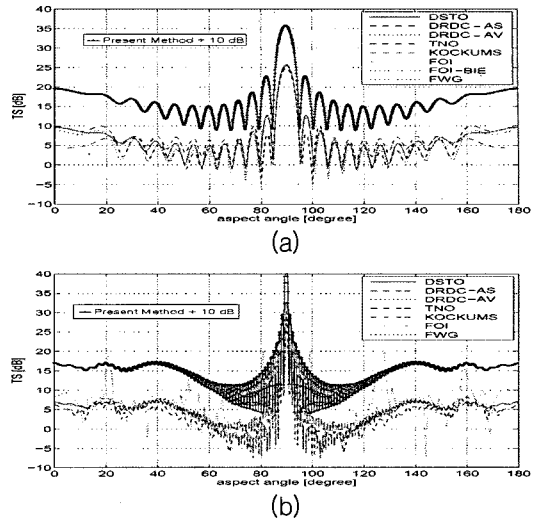 40
35
30
25
20
15
10
5
0
−5
−10
TS [dB]
Present Method + 10 dB
DSTO
DRDC-AS
DRDC-AV
TNO
KOCKUMS
FOI
FOI-BIE
FWG
0 20 40 60 80 100 120 140 160 180
aspect angle [degree]
(a)
40
35
30
25
20
15
10
5
0
−5
−10
TS [dB]
Present Method + 10 dB
DSTO
DRDC-AS
DRDC-AV
TNO
KOCKUMS
FOI
FWG
0 20 40 60 80 100 120 140 160 180
aspect angle [degree]
(b)